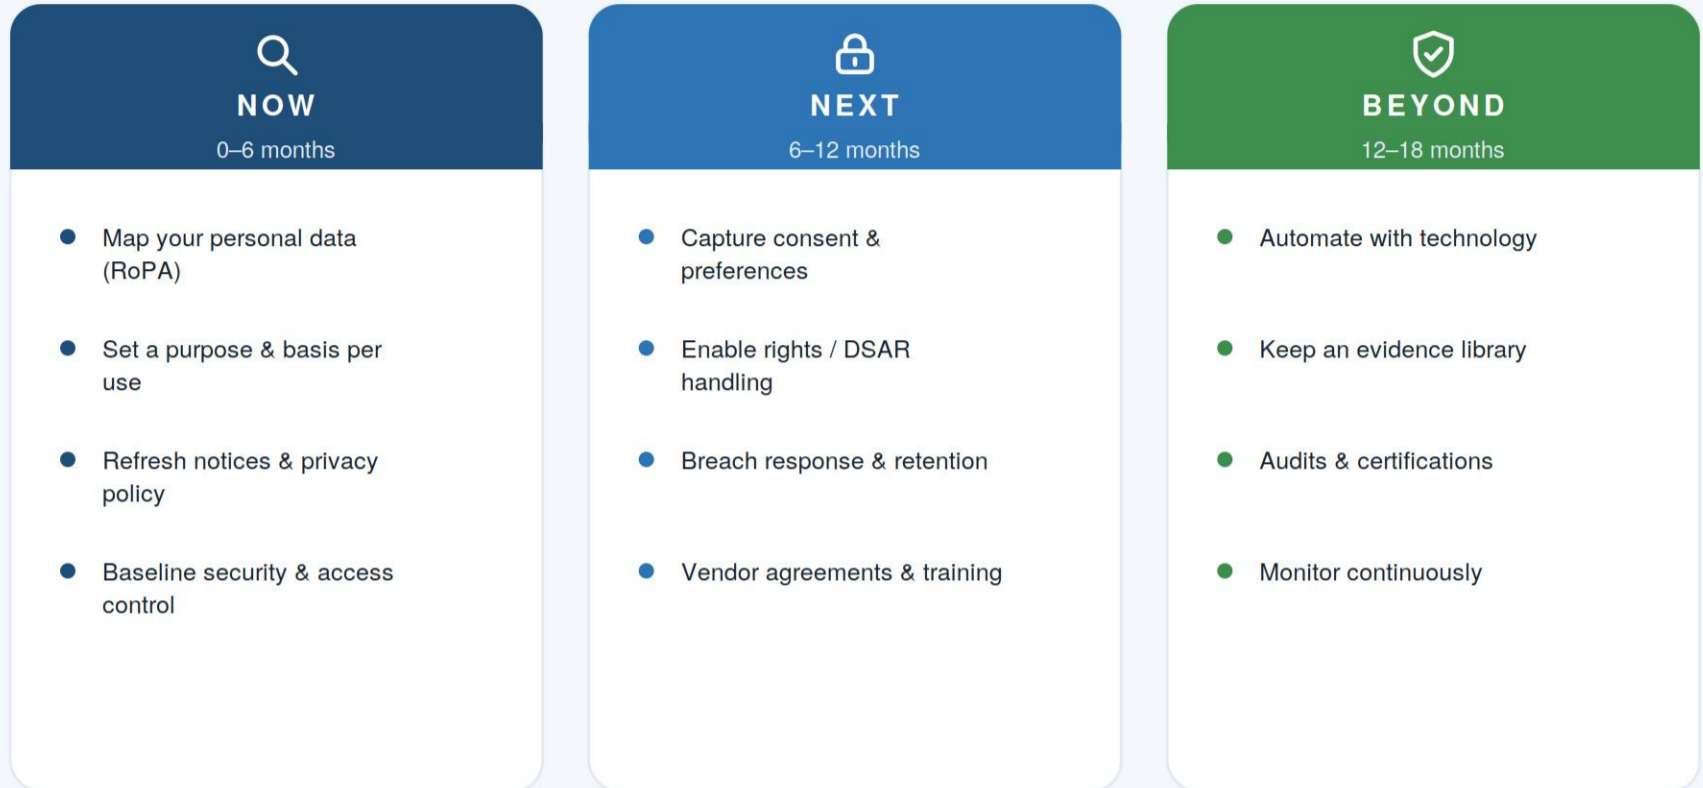 NOW
0–6 months
Map your personal data
(RoPA)
Set a purpose & basis per
use
Refresh notices & privacy
policy
Baseline security & access
control
NEXT
6–12 months
Capture consent &
preferences
Enable rights / DSAR
handling
Breach response & retention
Vendor agreements & training
BEYOND
12–18 months
Automate with technology
Keep an evidence library
Audits & certifications
Monitor continuously